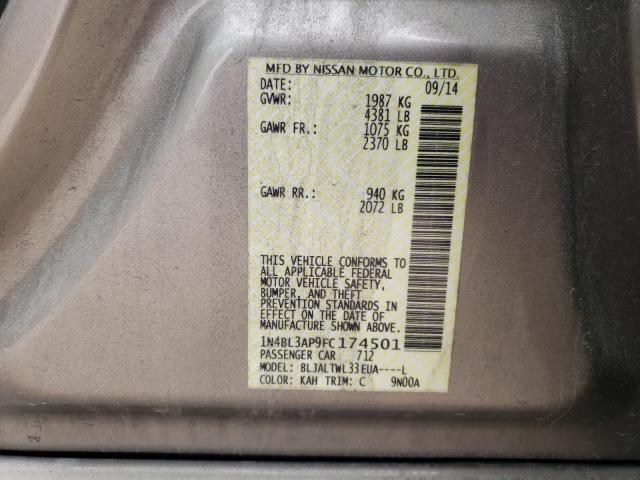 MFD BY NISSAN MOTOR CO., LTD.
DATE: 09/14
GVWR: 1987 KG
4381 LB
GAWR FR.: 1075 KG
2370 LB
GAWR RR.: 940 KG
2072 LB
THIS VEHICLE CONFORMS TO
ALL APPLICABLE FEDERAL
MOTOR VEHICLE SAFETY,
BUMPER, AND THEFT
PREVENTION STANDARDS IN
EFFECT ON THE DATE OF
MANUFACTURE SHOWN ABOVE.
1N4BL3AP9FC174501
PASSENGER CAR 712
MODEL: BLJALTWL33EUA----L
COLOR: KAH TRIM: C 9N00A